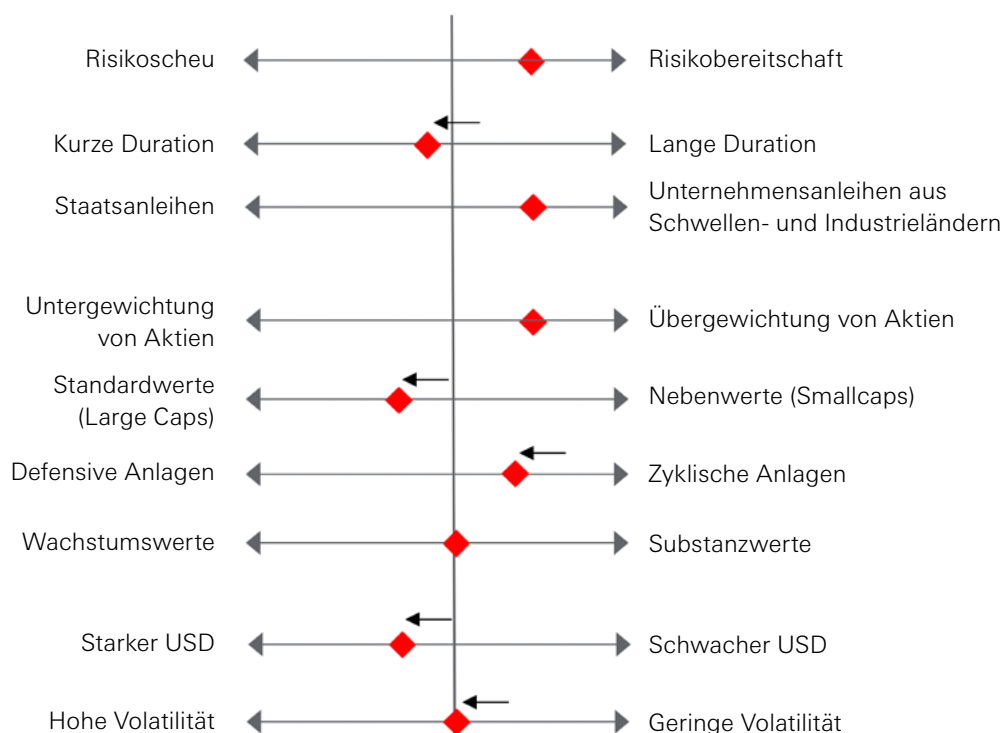 Risikoscheu
Risikobereitschaft
Kurze Duration
Lange Duration
Staatsanleihen
Unternehmensanleihen aus
Schwellen- und Industrieländern
Untergewichtung
von Aktien
Übergewichtung von Aktien
Standardwerte
(Large Caps)
Nebenwerte (Smallcaps)
Defensive Anlagen
Zyklische Anlagen
Wachstumswerte
Substanzwerte
Starker USD
Schwacher USD
Hohe Volatilität
Geringe Volatilität